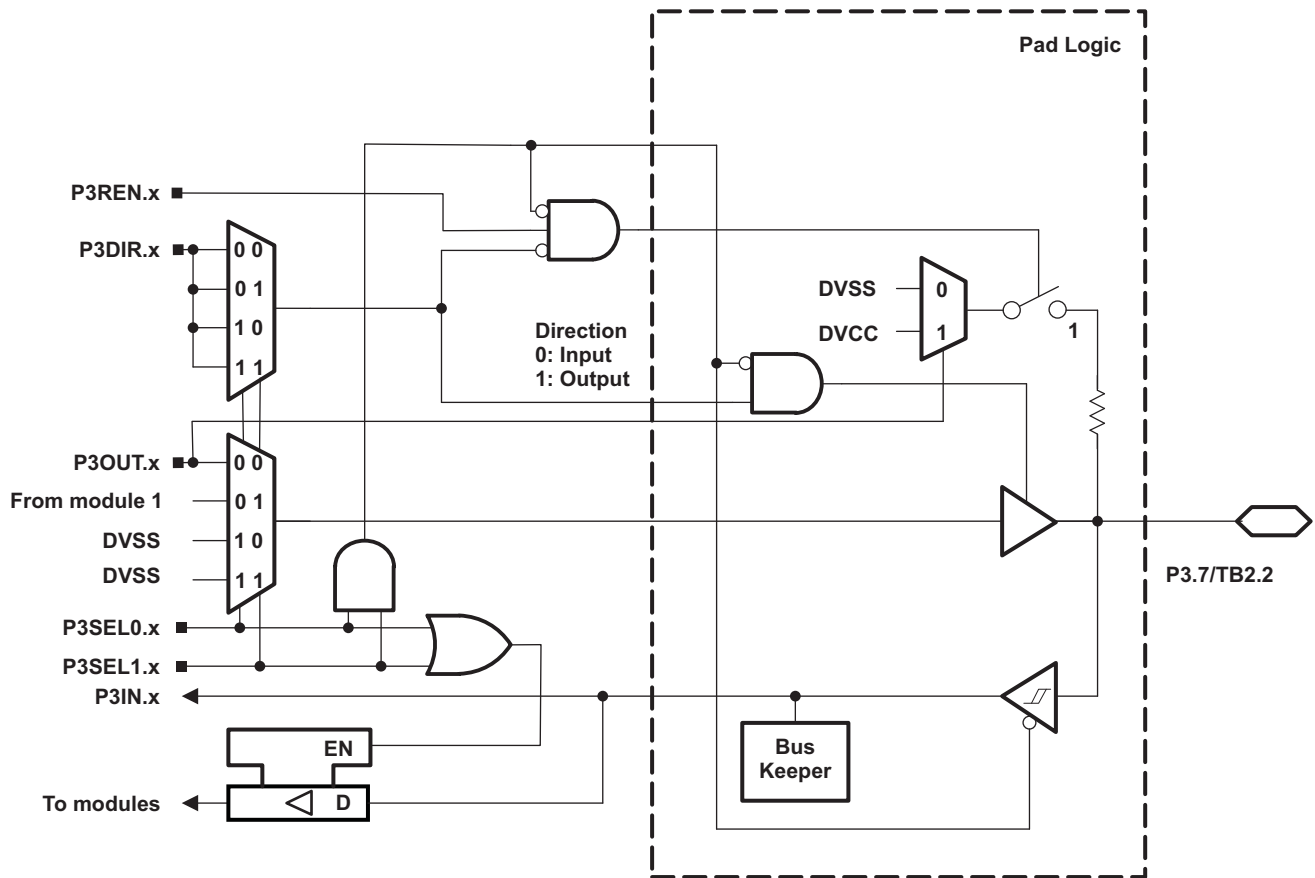 Pad Logic
P3REN.x
P3DIR.x
0 0
0 1
1 0
1 1
Direction
0: Input
1: Output
DVSS
0
DVCC
1
1
P3OUT.x
0 0
From module 1
0 1
DVSS
1 0
DVSS
1 1
P3.7/TB2.2
P3SEL0.x
P3SEL1.x
P3IN.x
EN
Bus
Keeper
To modules
D